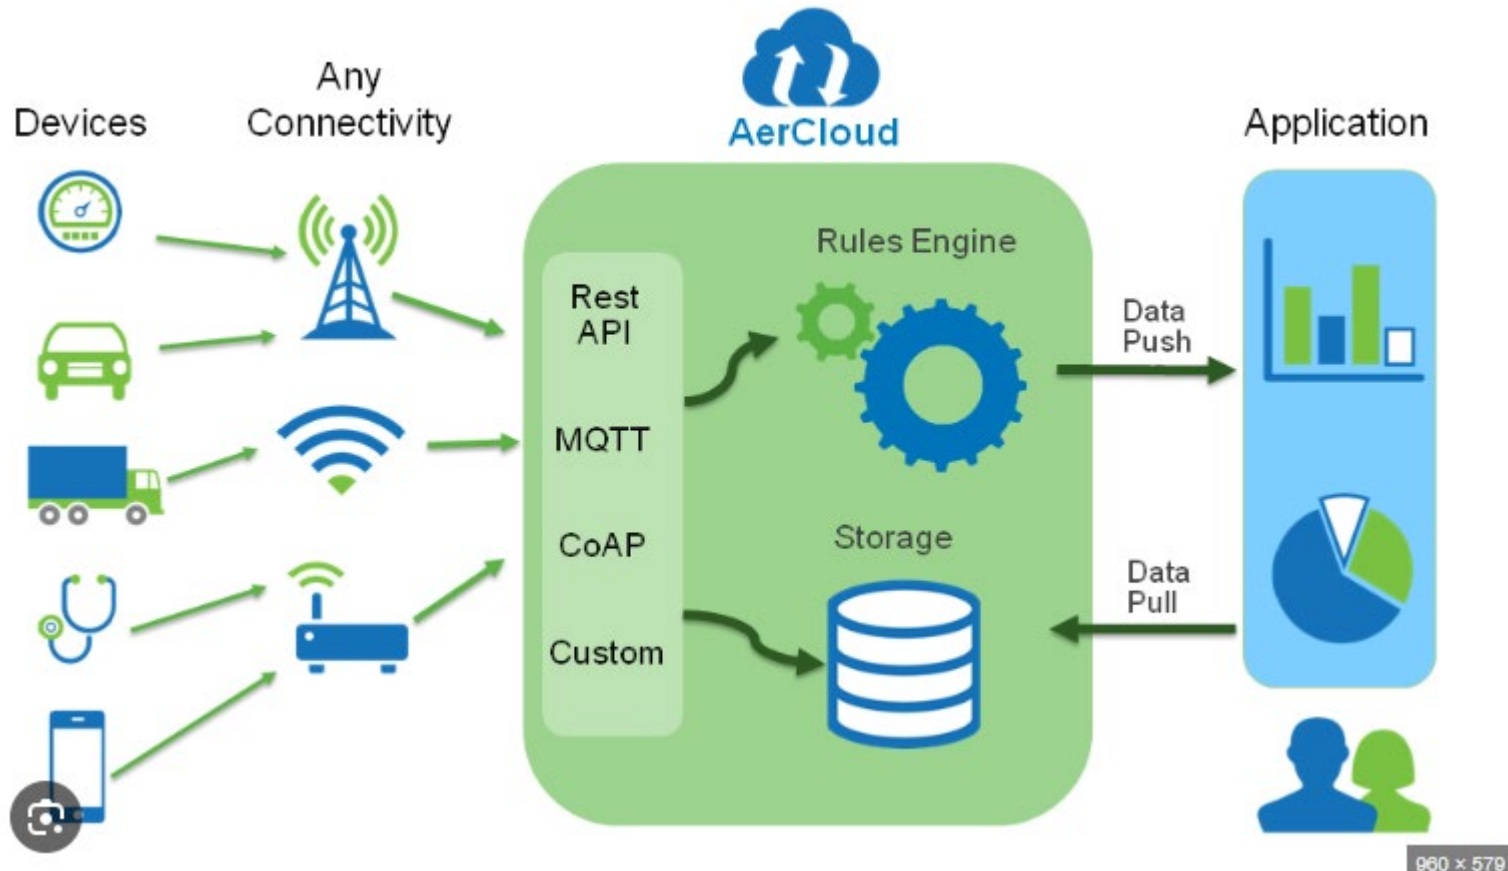 Devices
Any
Connectivity
AerCloud
Application
Rest
API
MQTT
CoAP
Custom
Rules Engine
Storage
Data
Push
Data
Pull
960 × 579